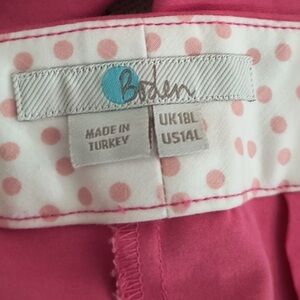 Boden
MADE IN
TURKEY
UK18L
US14L